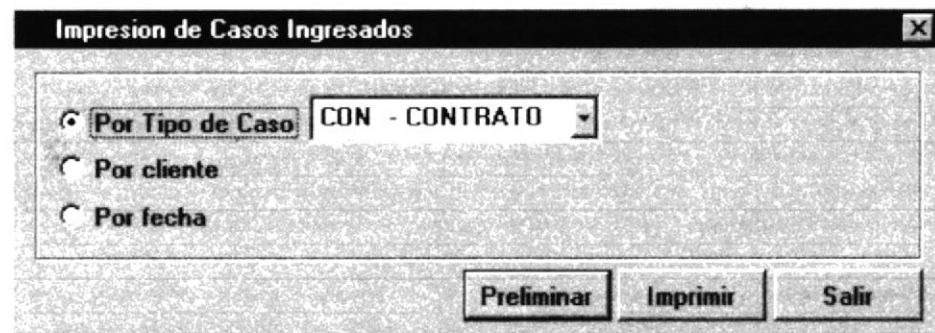 Impresion de Casos Ingresados
Por Tipo de Caso CON - CONTRATO
Por cliente
Por fecha
Preliminar Imprimir Salir